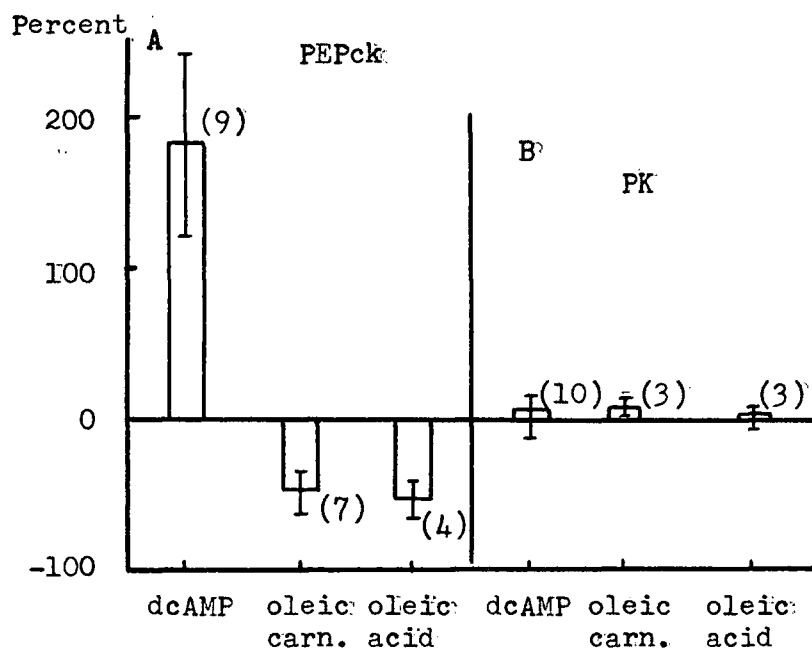 Percent
A
PEPck
200
(9)
B
PK
100
(10)
(3)
(3)
0
(7)
(4)
-100
dcAMP
oleic carn.
oleic acid
dcAMP
oleic carn.
oleic acid